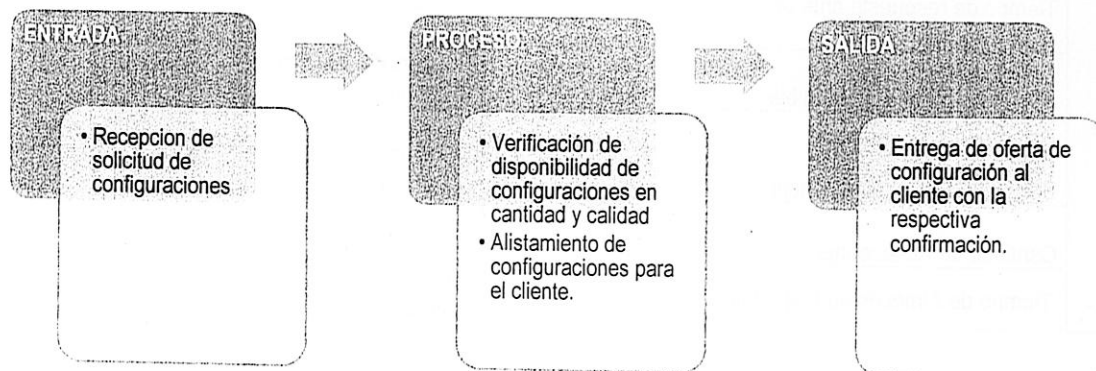 ENTRADA
• Recepcion de
solicitud de
configuraciones
PROCESO
• Verificación de
disponibilidad de
configuraciones en
cantidad y calidad
• Alistamiento de
configuraciones para
el cliente.
SALIDA
• Entrega de oferta de
configuración al
cliente con la
respectiva
confirmación.